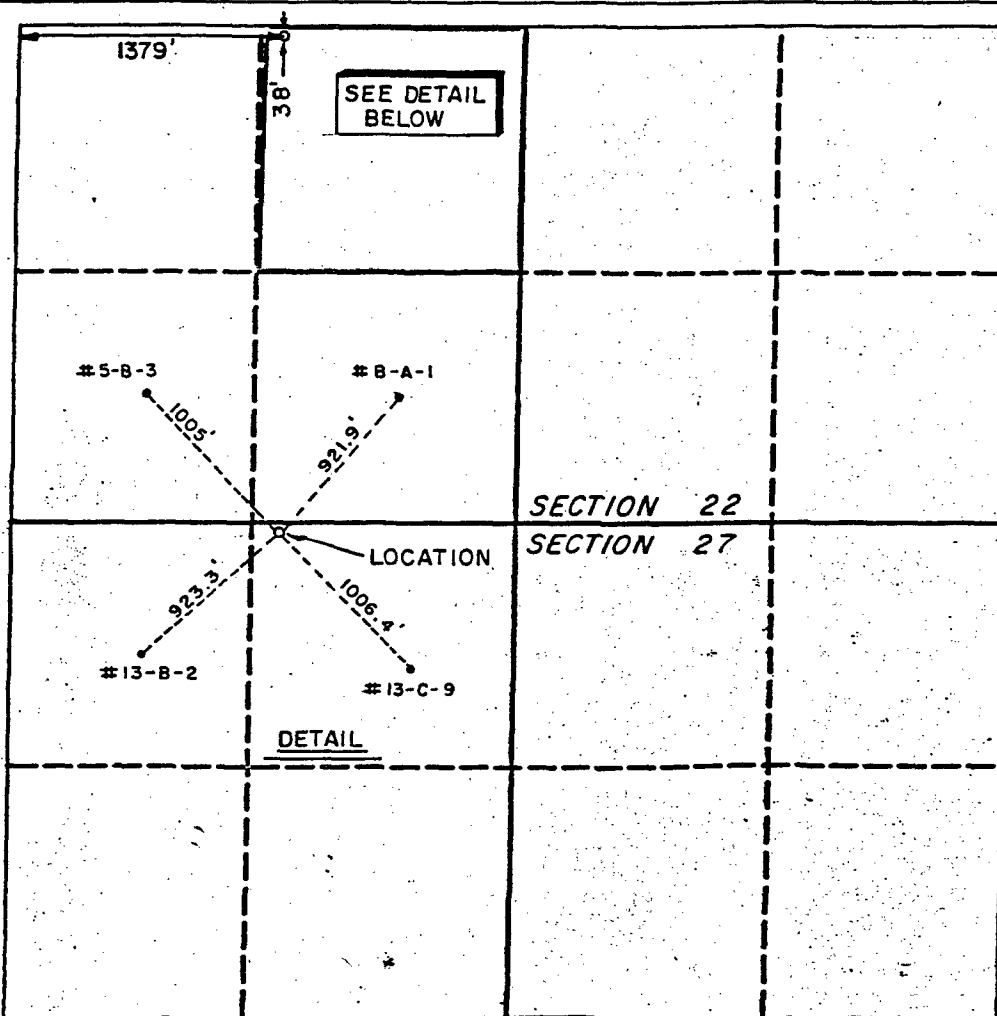 1379'
38'
SEE DETAIL
BELOW
#5-B-3
#B-A-1
1005'
921.9'
SECTION 22
SECTION 27
LOCATION
923.3'
1006.4'
#13-B-2
#13-C-9
DETAIL